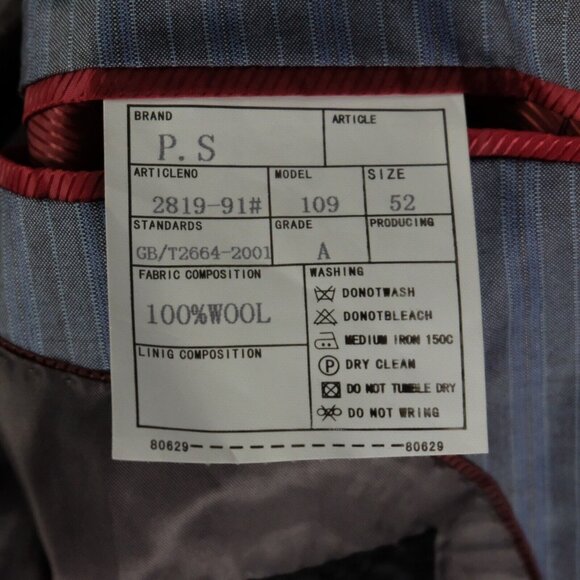 BRAND ARTICLE
P. S
ARTICLENO MODEL SIZE
2819-91# 109 52
STANDARDS GRADE PRODUCING
GB/T2664-2001 A
FABRIC COMPOSITION WASHING
100%WOOL
DONOTWASH
DONOTBLEACH
MEDIUM IRON 150C
LINIG COMPOSITION
P DRY CLEAN
DO NOT TUMBLE DRY
DO NOT WRING
80629 80629